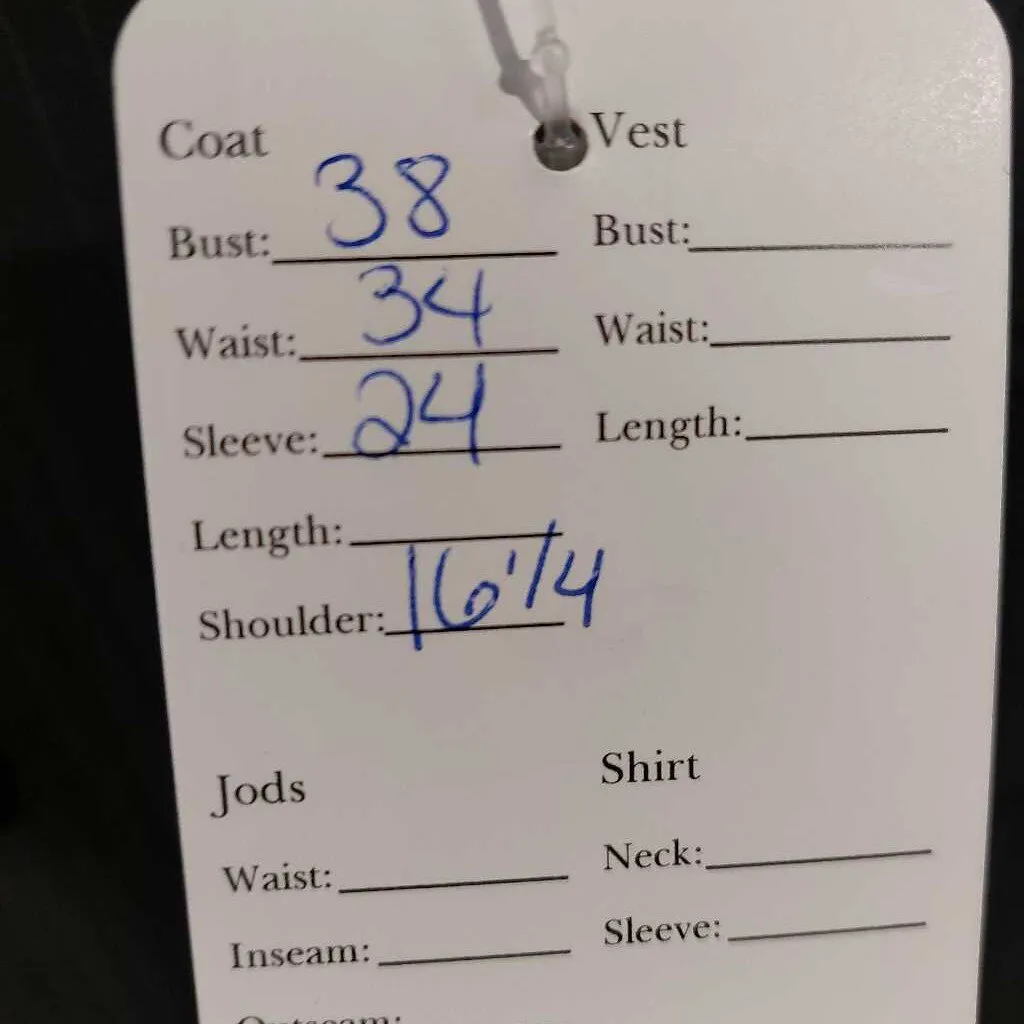 Coat
Bust: 38
Waist: 34
Sleeve: 24
Length:
Shoulder: 16 1/4
Vest
Bust:
Waist:
Length:
Jods
Waist:
Inseam:
Outseam:
Shirt
Neck:
Sleeve: